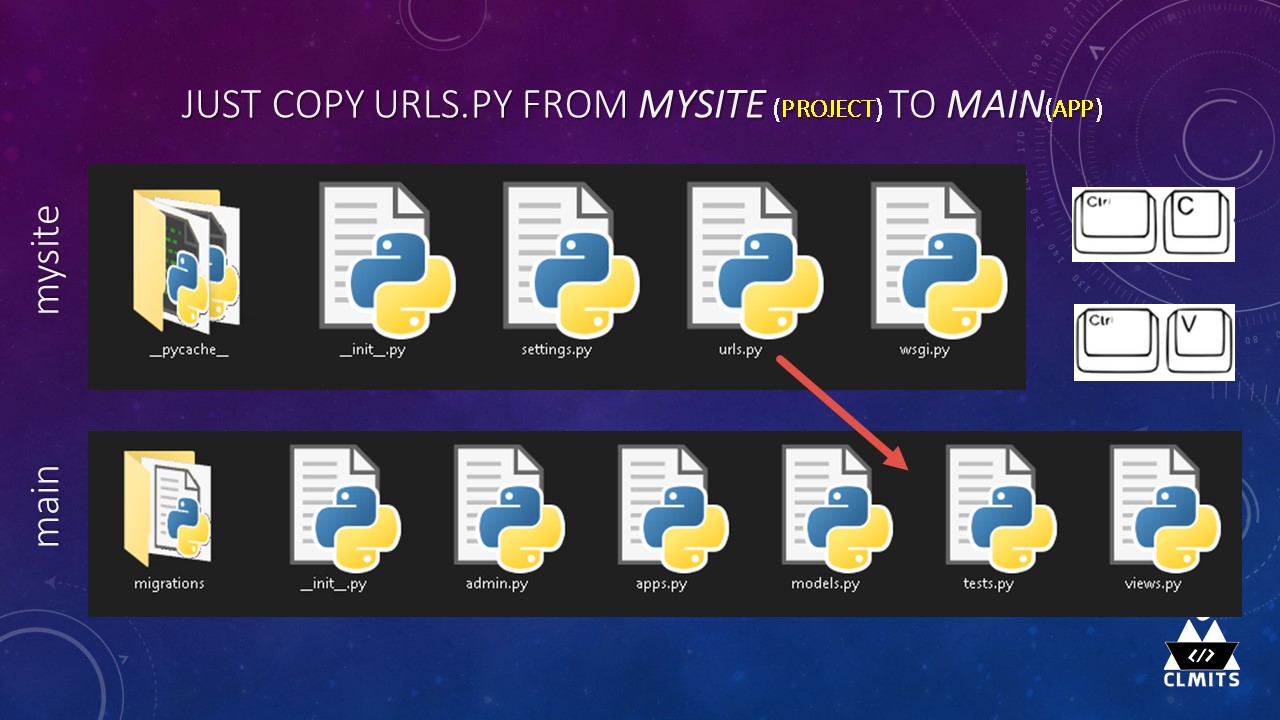 JUST COPY URLS.PY FROM MYSITE (PROJECT) TO MAIN(APP)
mysite
__pycache__
__init__.py
settings.py
urls.py
wsgi.py
Ctrl
C
Ctrl
V
main
migrations
__init__.py
admin.py
apps.py
models.py
tests.py
views.py
</>
CLMITS